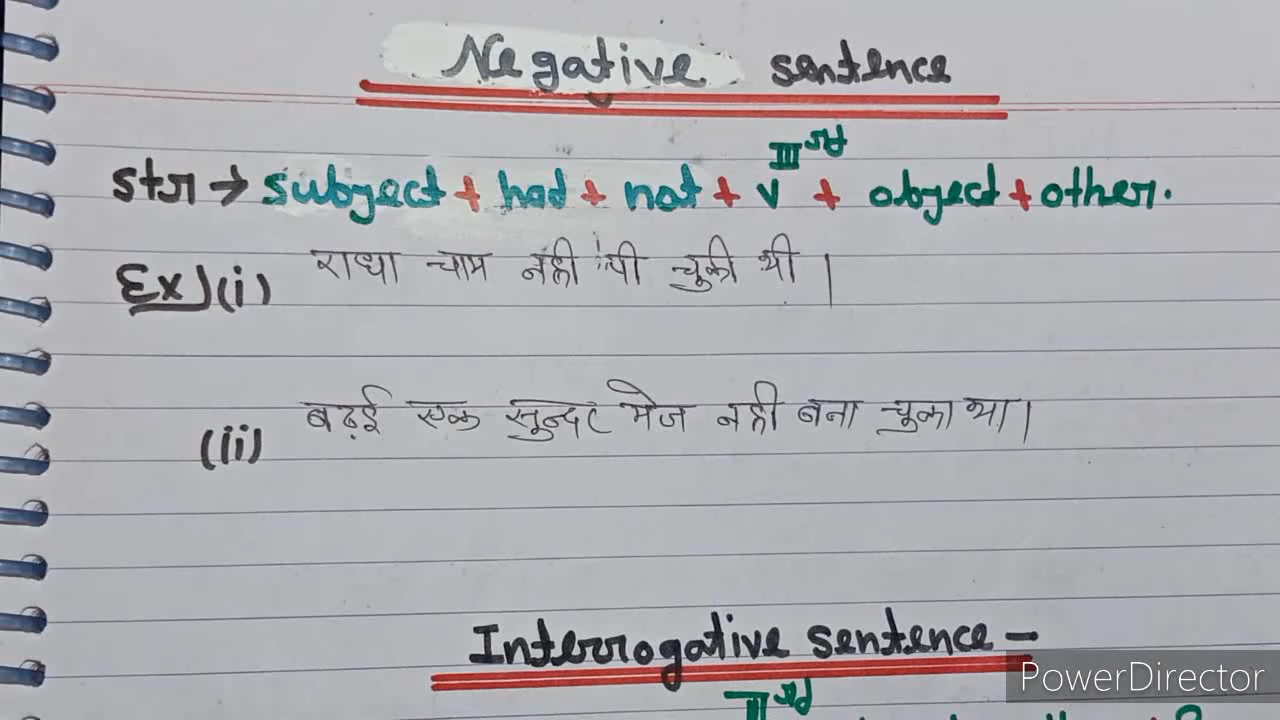 Negative sentence
str → subject + had + not + v IIIrd + object + other.
Ex) (i) राधा चाय नही पी चुकी थी।
(ii) बढ़ई एक सुन्दर मेज नही बना चुका था।
Interrogative sentence -
IIIrd
PowerDirector